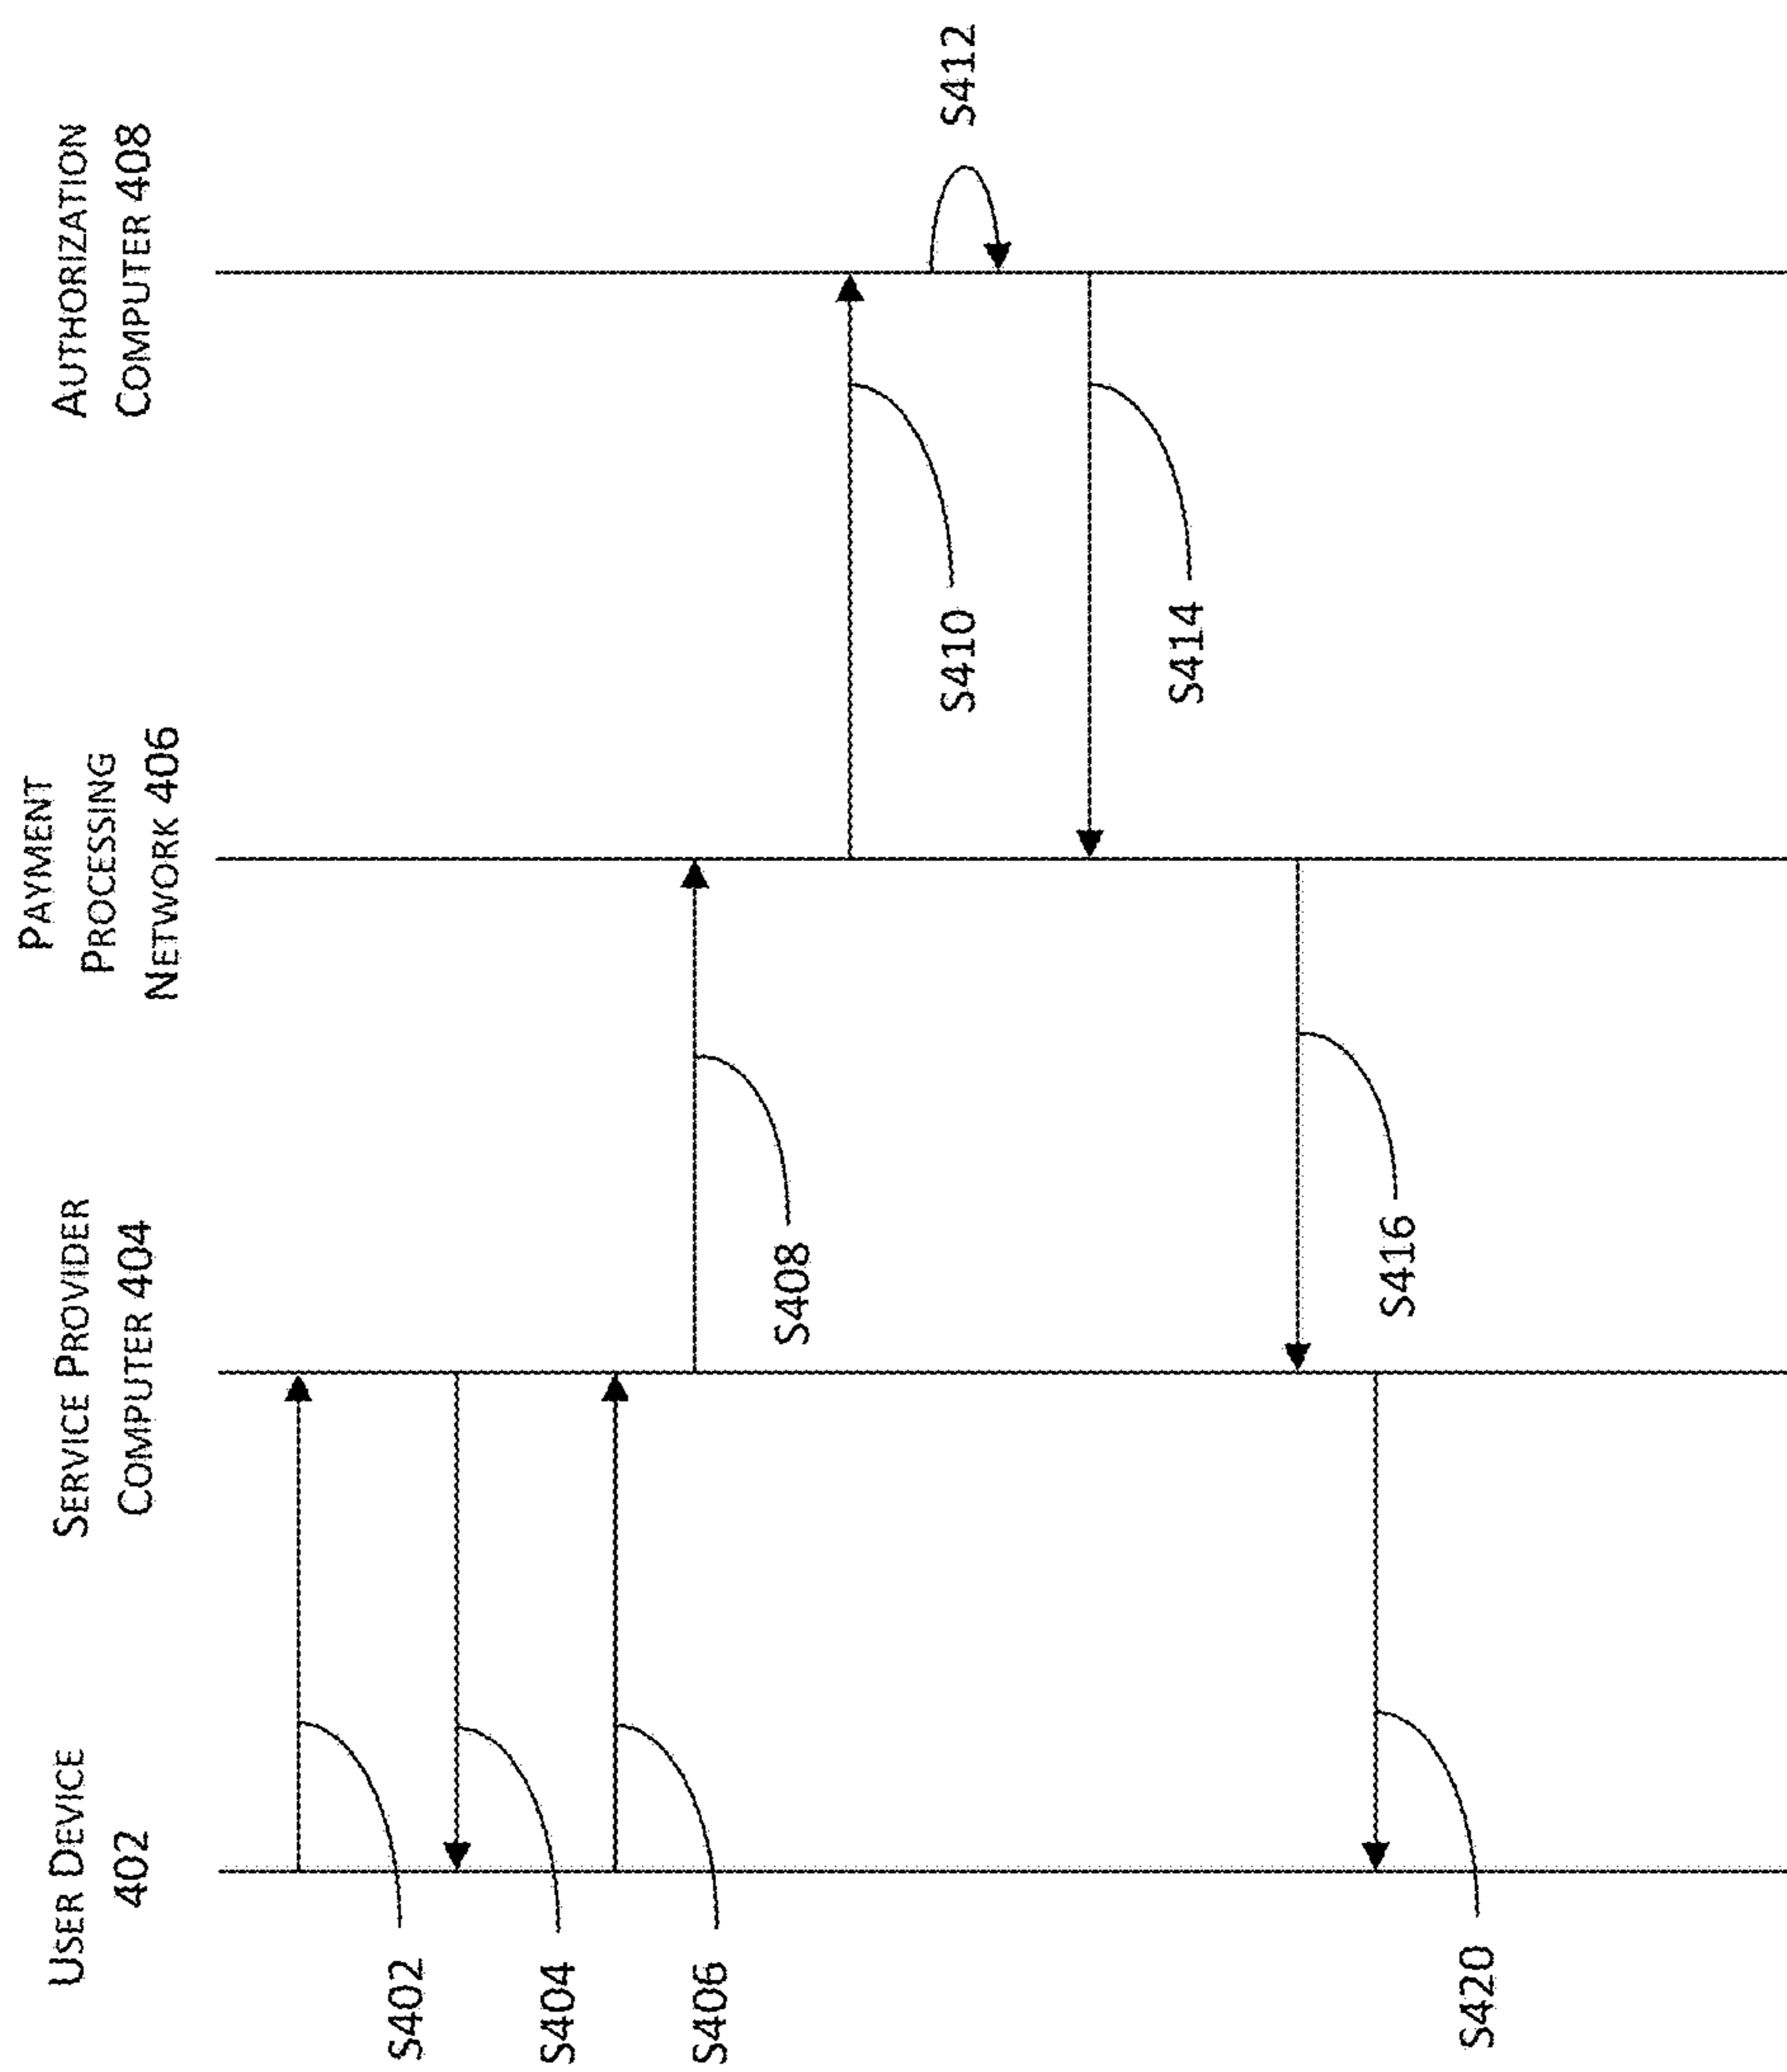 USER DEVICE
402
SERVICE PROVIDER
COMPUTER 404
PAYMENT
PROCESSING
NETWORK 406
AUTHORIZATION
COMPUTER 408
S402
S404
S406
S408
S410
S412
S414
S416
S420